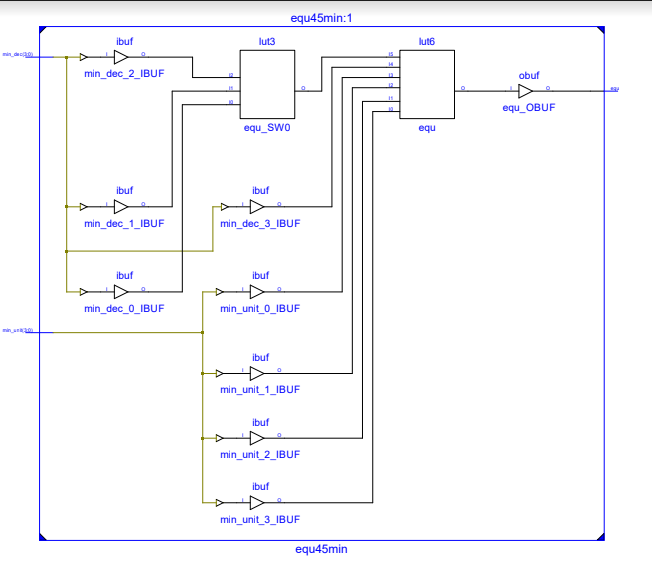 equ45min:1
ibuf
lut3
lut6
min_dec(3:0)
I
O
I5
I4
min_dec_2_IBUF
I2
I3
obuf
I1
O
I2
O
I
O
equ
I0
I1
equ_OBUF
I0
equ_SW0
equ
ibuf
ibuf
I
O
I
O
min_dec_1_IBUF
min_dec_3_IBUF
ibuf
ibuf
I
O
I
O
min_dec_0_IBUF
min_unit_0_IBUF
min_unit(3:0)
ibuf
I
O
min_unit_1_IBUF
ibuf
I
O
min_unit_2_IBUF
ibuf
I
O
min_unit_3_IBUF
equ45min